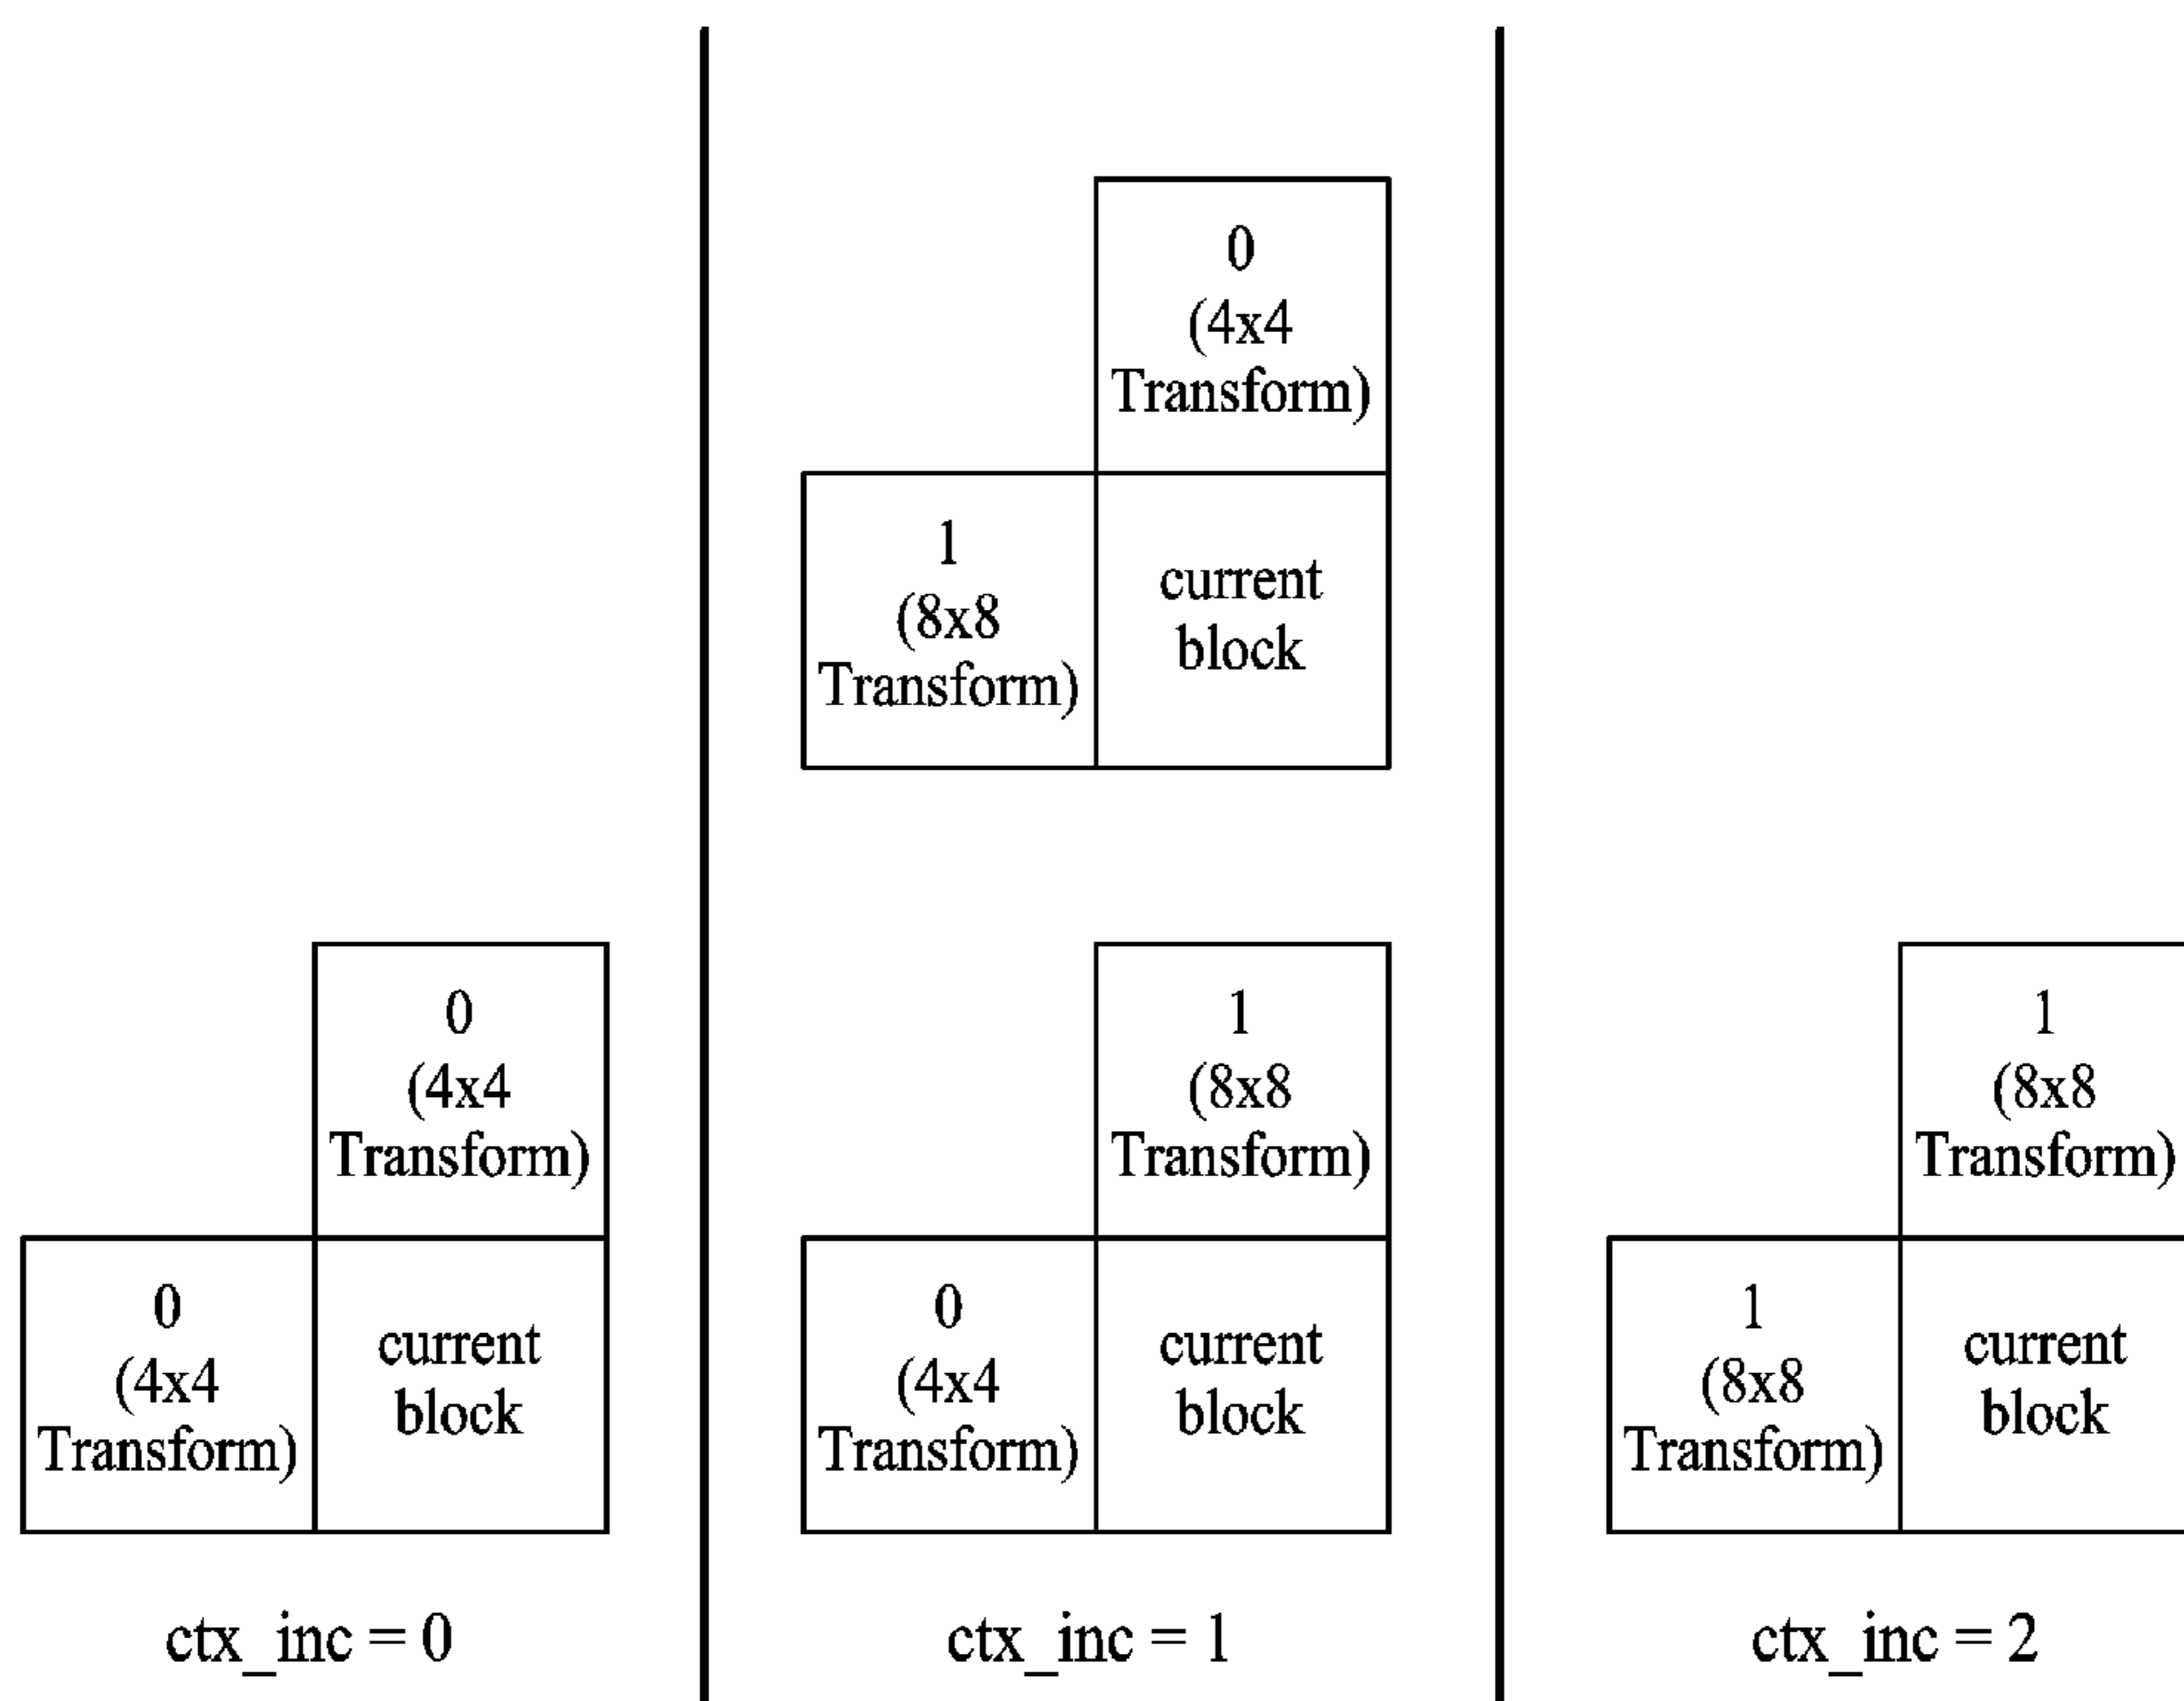 0
(4x4
Transform)
1
(8x8
Transform)
current
block
0
(4x4
Transform)
0
(4x4
Transform)
current
block
1
(8x8
Transform)
0
(4x4
Transform)
current
block
1
(8x8
Transform)
1
(8x8
Transform)
current
block
ctx_inc = 0
ctx_inc = 1
ctx_inc = 2